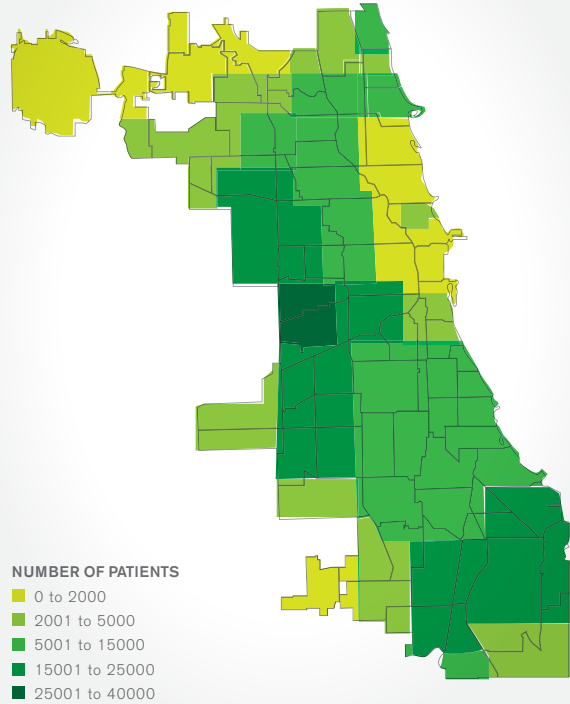 NUMBER OF PATIENTS
0 to 2000
2001 to 5000
5001 to 15000
15001 to 25000
25001 to 40000